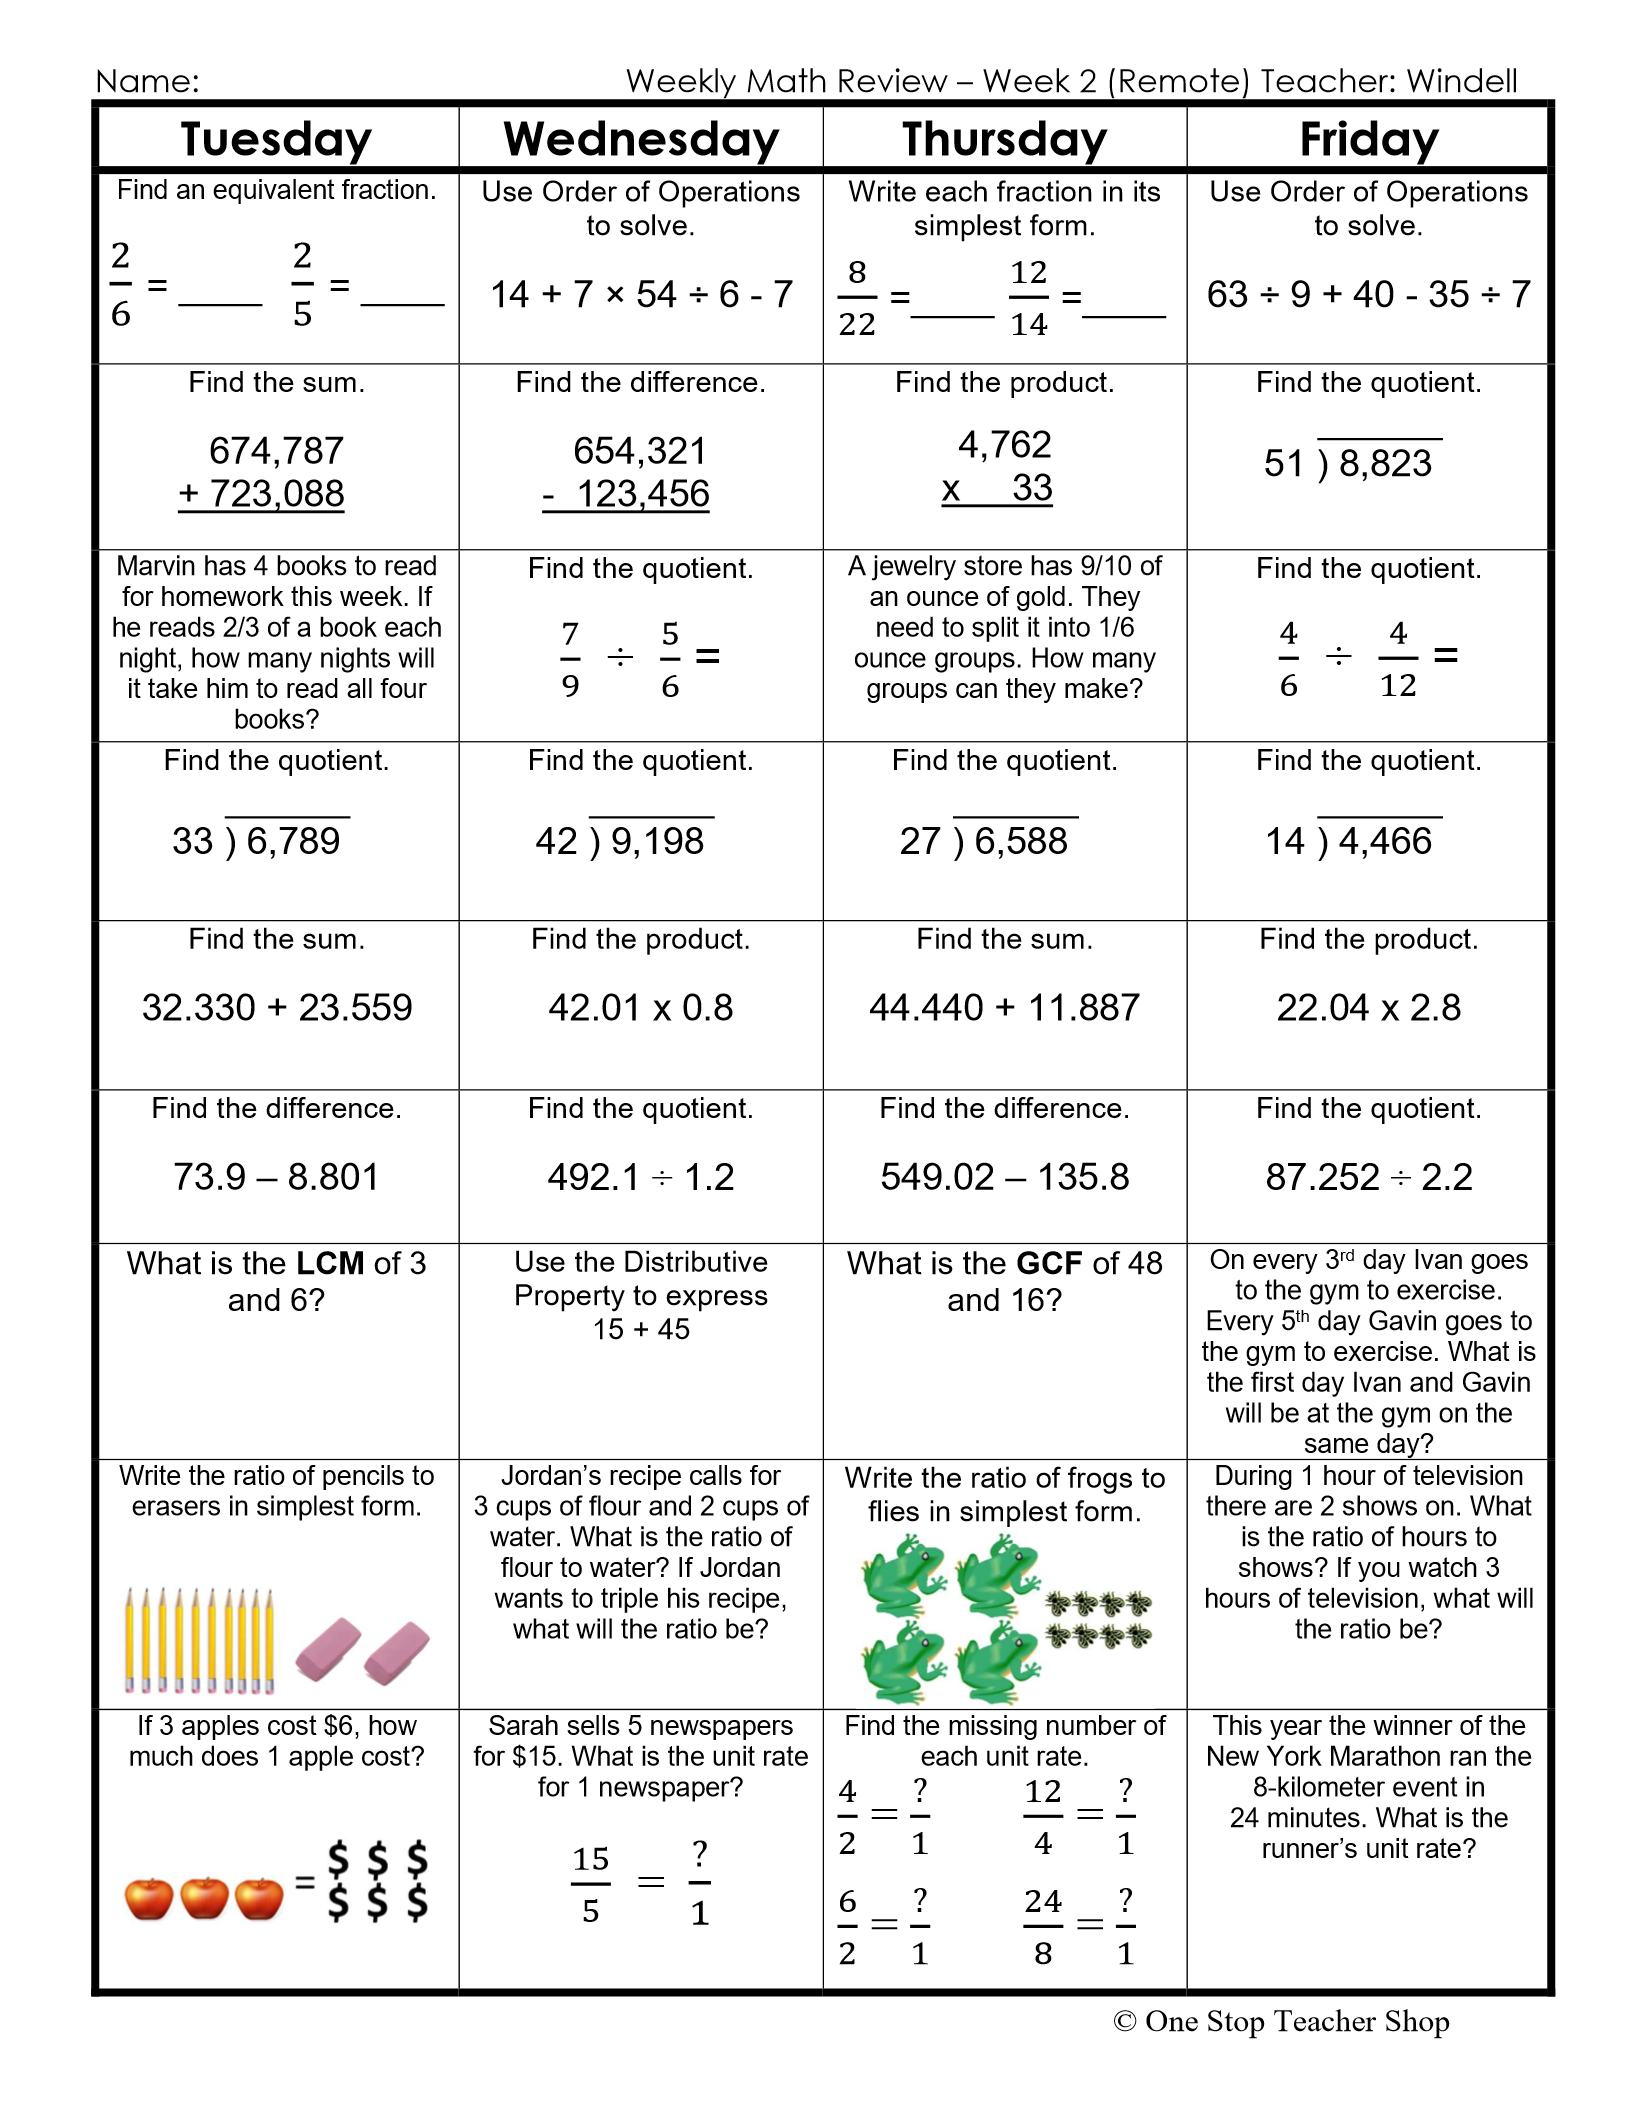 Name: Weekly Math Review – Week 2 (Remote) Teacher: Windell
Tuesday
Wednesday
Thursday
Friday
Find an equivalent fraction.
2/6 = _____ 2/5 = _____
Use Order of Operations
to solve.
14 + 7 × 54 ÷ 6 - 7
Write each fraction in its
simplest form.
8/22 = _____ 12/14 = _____
Use Order of Operations
to solve.
63 ÷ 9 + 40 - 35 ÷ 7
Find the sum.
674,787
+ 723,088
Find the difference.
654,321
- 123,456
Find the product.
4,762
x 33
Find the quotient.
51 ) 8,823
Marvin has 4 books to read
for homework this week. If
he reads 2/3 of a book each
night, how many nights will
it take him to read all four
books?
Find the quotient.
7/9 ÷ 5/6 =
A jewelry store has 9/10 of
an ounce of gold. They
need to split it into 1/6
ounce groups. How many
groups can they make?
Find the quotient.
4/6 ÷ 4/12 =
Find the quotient.
33 ) 6,789
Find the quotient.
42 ) 9,198
Find the quotient.
27 ) 6,588
Find the quotient.
14 ) 4,466
Find the sum.
32.330 + 23.559
Find the product.
42.01 x 0.8
Find the sum.
44.440 + 11.887
Find the product.
22.04 x 2.8
Find the difference.
73.9 – 8.801
Find the quotient.
492.1 ÷ 1.2
Find the difference.
549.02 – 135.8
Find the quotient.
87.252 ÷ 2.2
What is the LCM of 3
and 6?
Use the Distributive
Property to express
15 + 45
What is the GCF of 48
and 16?
On every 3rd day Ivan goes
to the gym to exercise.
Every 5th day Gavin goes to
the gym to exercise. What is
the first day Ivan and Gavin
will be at the gym on the
same day?
Write the ratio of pencils to
erasers in simplest form.
Jordan’s recipe calls for
3 cups of flour and 2 cups of
water. What is the ratio of
flour to water? If Jordan
wants to triple his recipe,
what will the ratio be?
Write the ratio of frogs to
flies in simplest form.
During 1 hour of television
there are 2 shows on. What
is the ratio of hours to
shows? If you watch 3
hours of television, what will
the ratio be?
If 3 apples cost $6, how
much does 1 apple cost?
= $ $ $
$ $ $
Sarah sells 5 newspapers
for $15. What is the unit rate
for 1 newspaper?
15/5 = ?/1
Find the missing number of
each unit rate.
4/2 = ?/1 12/4 = ?/1
6/2 = ?/1 24/8 = ?/1
This year the winner of the
New York Marathon ran the
8-kilometer event in
24 minutes. What is the
runner’s unit rate?
© One Stop Teacher Shop